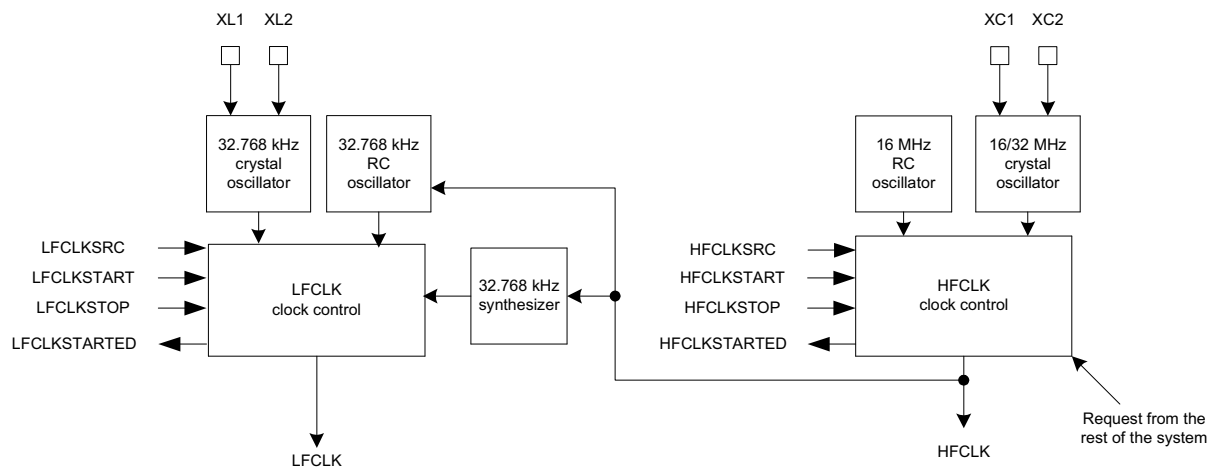 XL1 XL2
XC1 XC2
32.768 kHz
crystal
oscillator
32.768 kHz
RC
oscillator
16 MHz
RC
oscillator
16/32 MHz
crystal
oscillator
LFCLKSRC
LFCLKSTART
LFCLKSTOP
LFCLKSTARTED
LFCLK
clock control
32.768 kHz
synthesizer
HFCLKSRC
HFCLKSTART
HFCLKSTOP
HFCLKSTARTED
HFCLK
clock control
Request from the
rest of the system
LFCLK
HFCLK